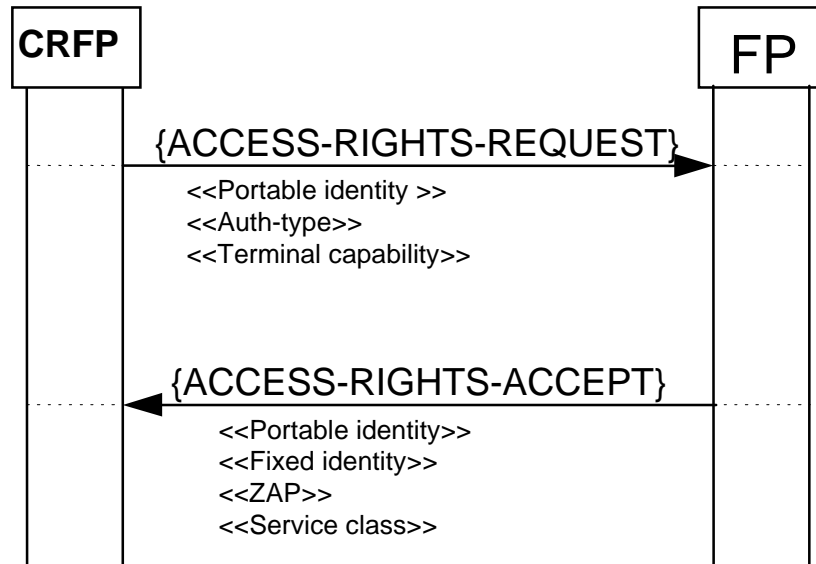 CRFP
FP
{ACCESS-RIGHTS-REQUEST}
<<Portable identity >>
<<Auth-type>>
<<Terminal capability>>
{ACCESS-RIGHTS-ACCEPT}
<<Portable identity>>
<<Fixed identity>>
<<ZAP>>
<<Service class>>